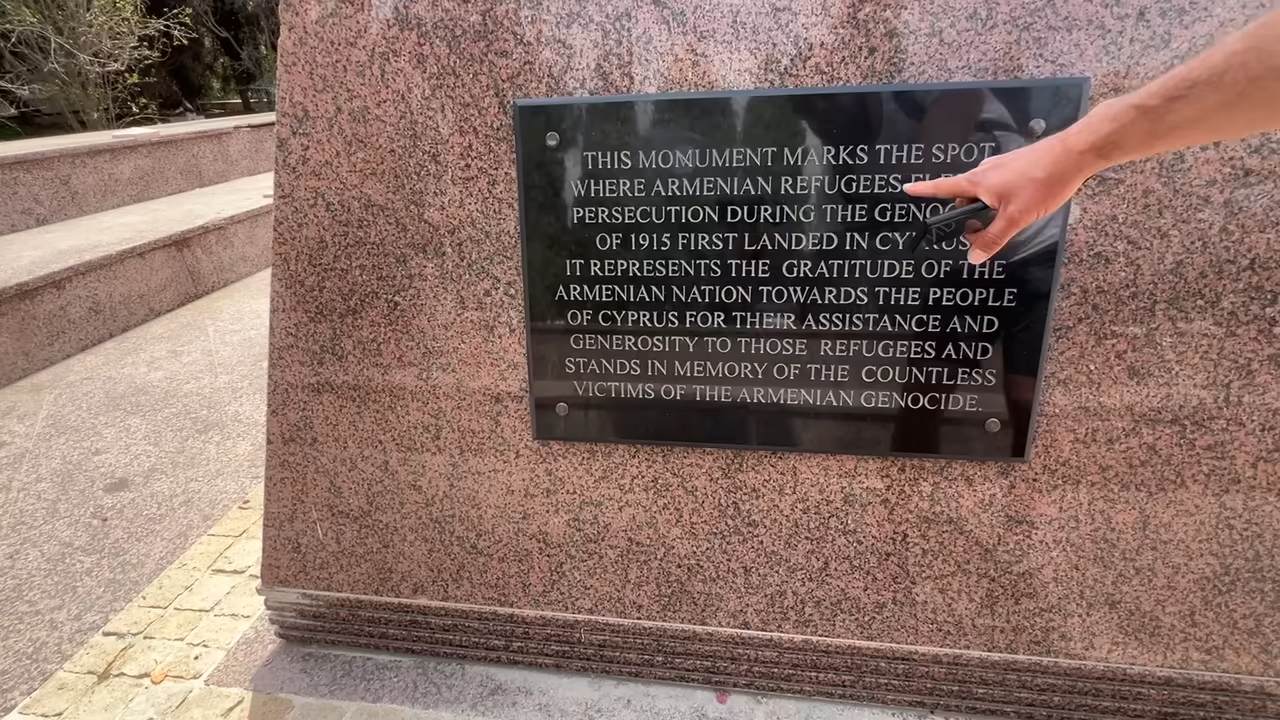 THIS MONUMENT MARKS THE SPOT
WHERE ARMENIAN REFUGEES
PERSECUTION DURING THE
OF 1915 FIRST LANDED IN
IT REPRESENTS THE GRATITUDE OF THE
ARMENIAN NATION TOWARDS THE PEOPLE
OF CYPRUS FOR THEIR ASSISTANCE AND
GENEROSITY TO THOSE REFUGEES AND
STANDS IN MEMORY OF THE COUNTLESS
VICTIMS OF THE ARMENIAN GENOCIDE.